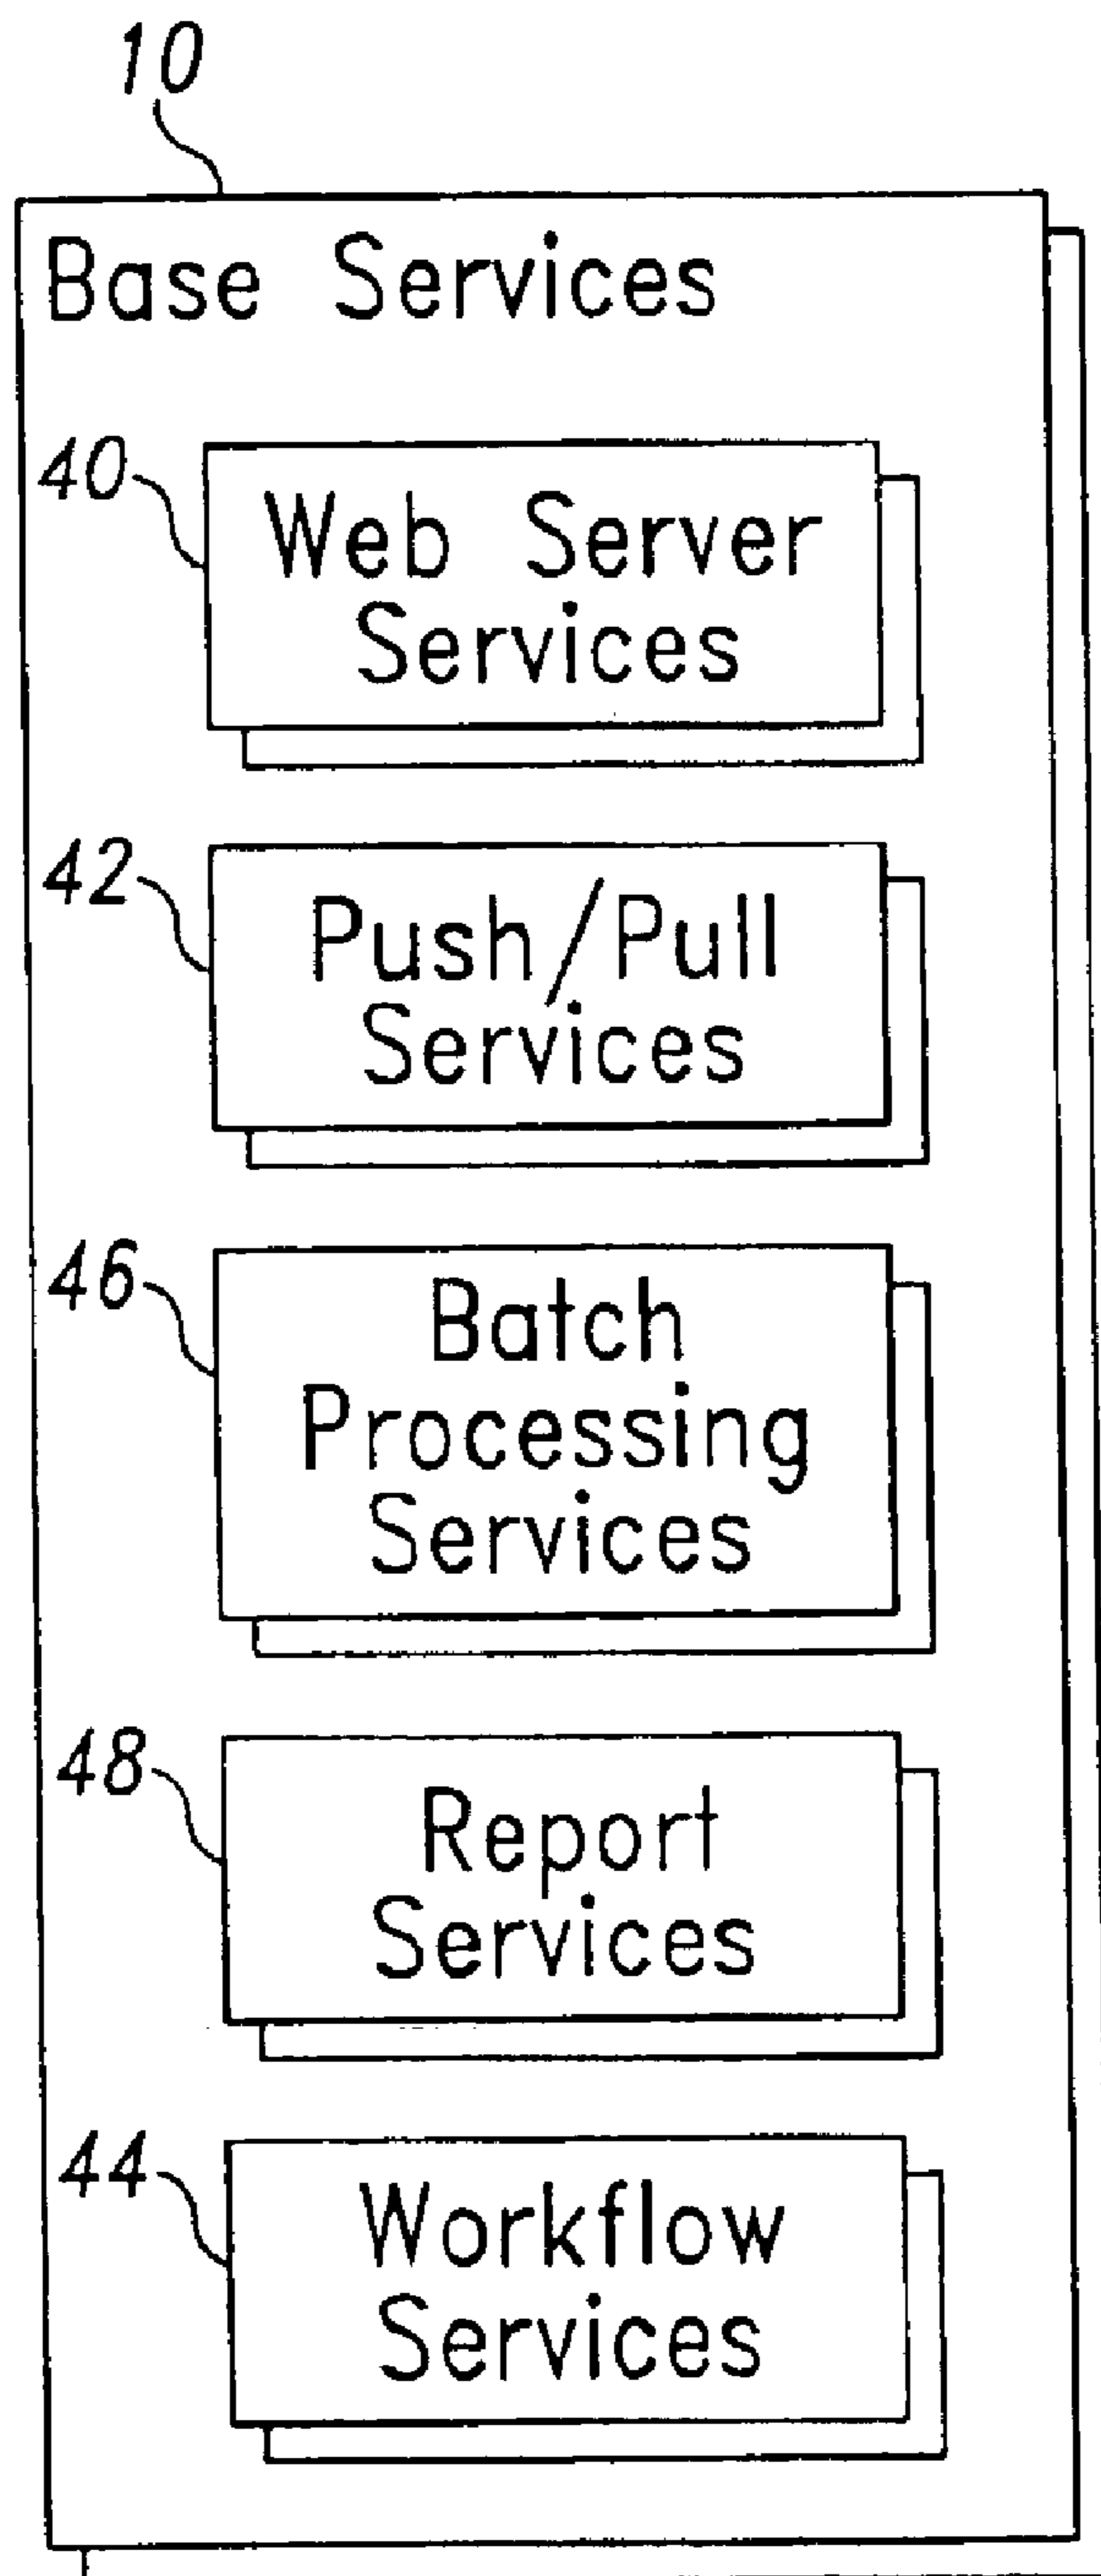 10
Base Services
40
Web Server
Services
42
Push/Pull
Services
46
Batch
Processing
Services
48
Report
Services
44
Workflow
Services